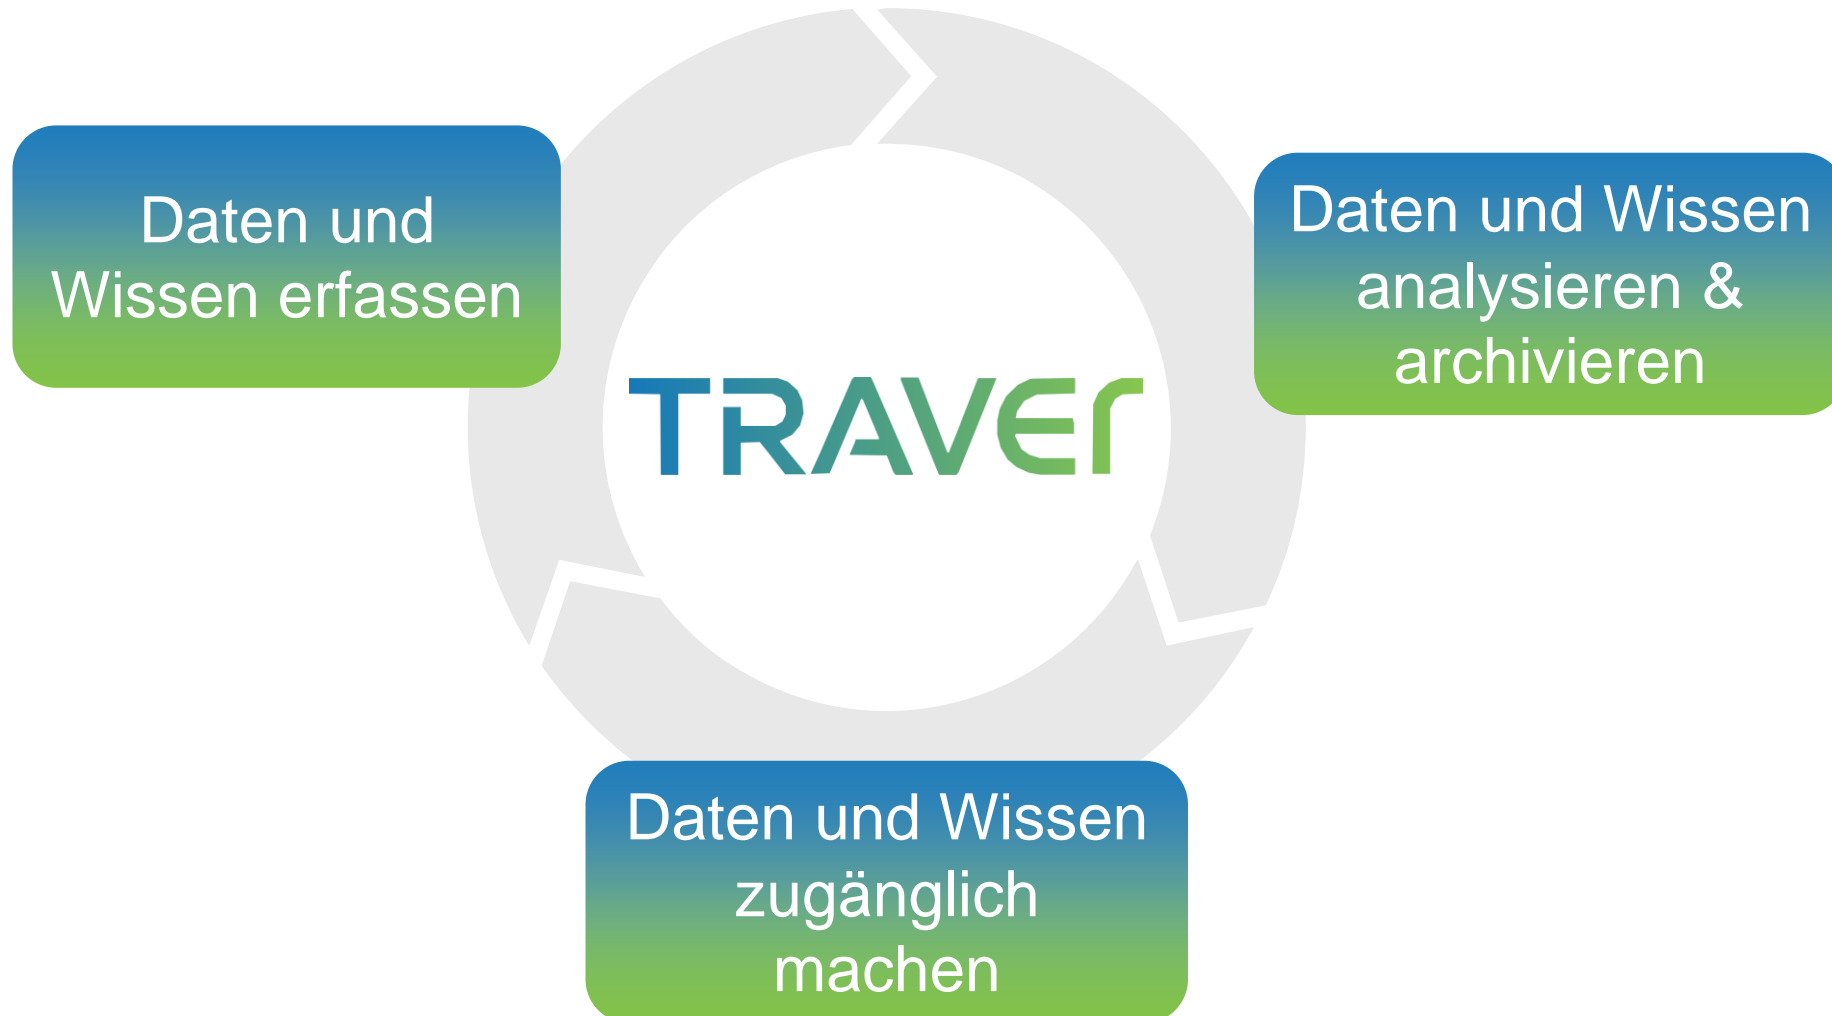 Daten und
Wissen erfassen
Daten und Wissen
analysieren &
archivieren
TRAVEr
Daten und Wissen
zugänglich
machen